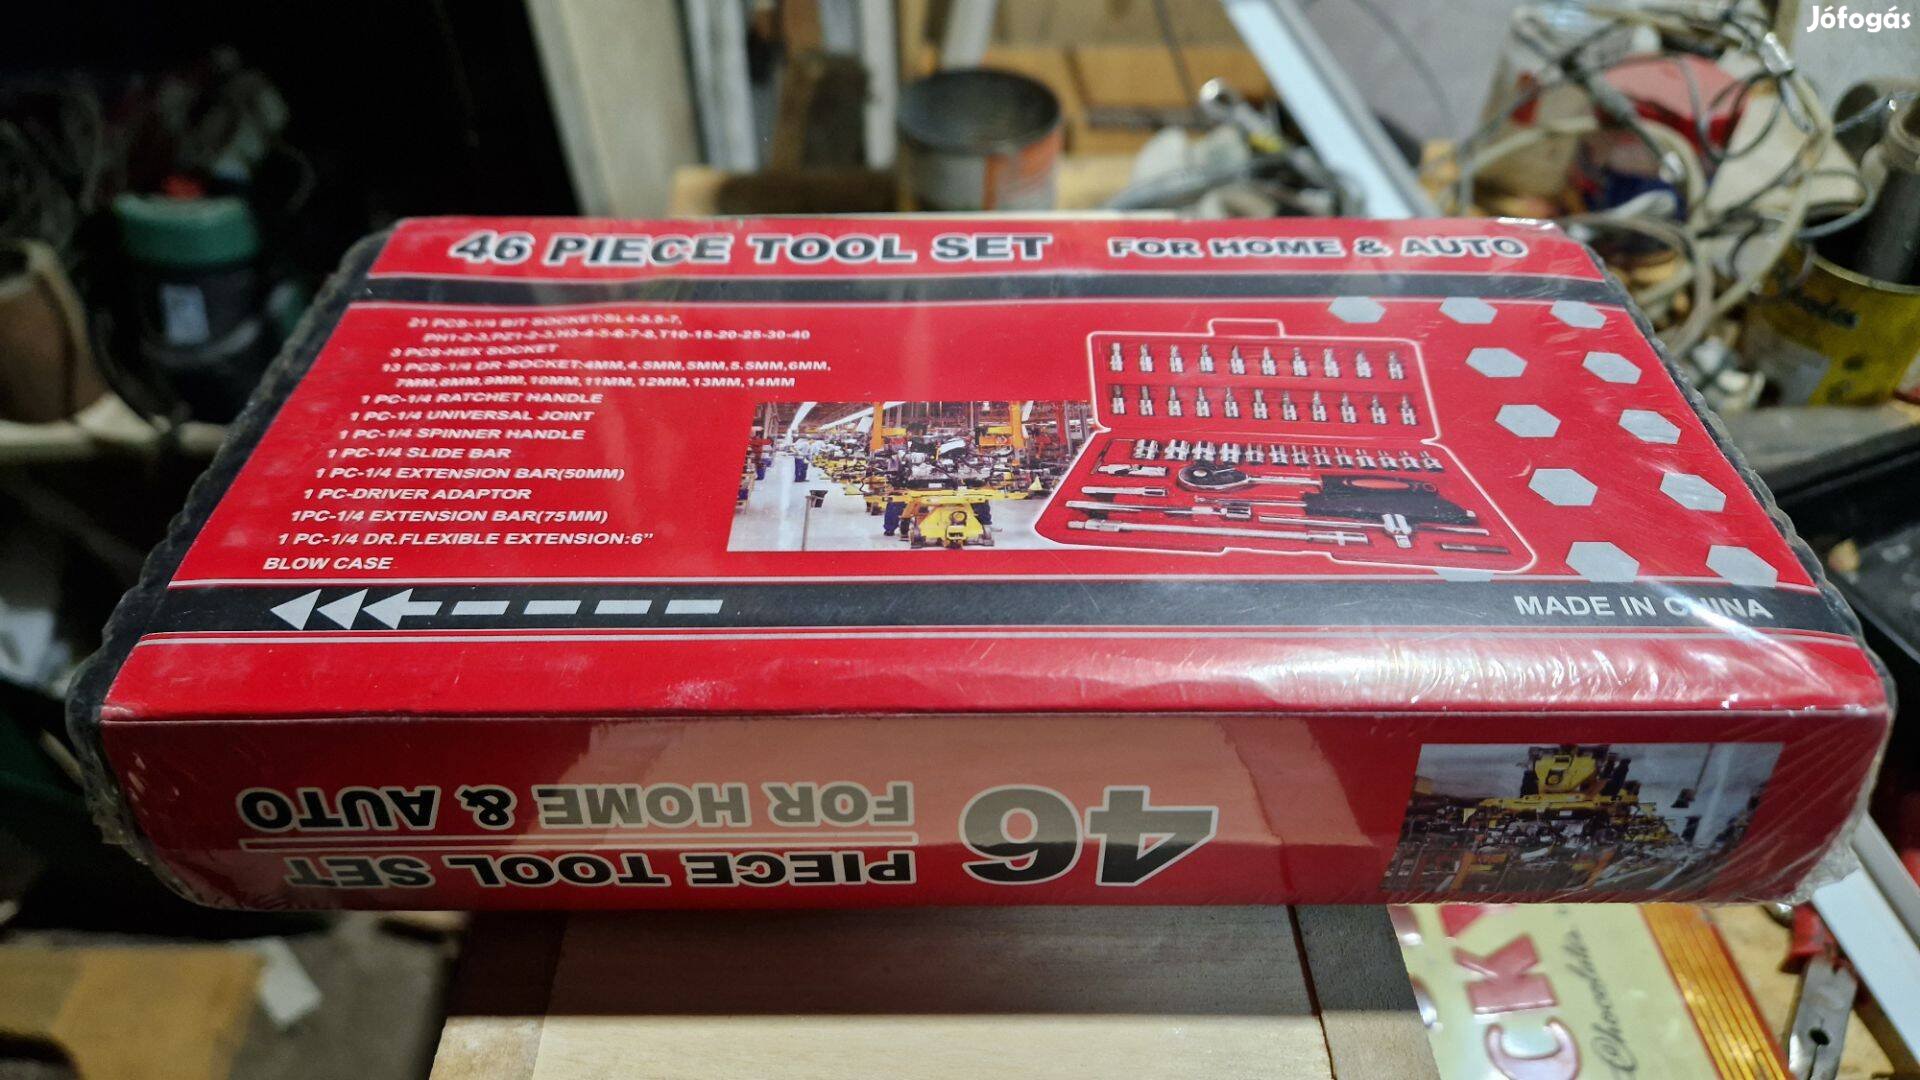 Jófogás
46 PIECE TOOL SET FOR HOME & AUTO
21 PCS-1/4 BIT SOCKET:SL4-5.5-7,
PH1-2-3,PZ1-2-3,H3-4-5-6-7-8,T10-15-20-25-30-40
3 PCS-HEX SOCKET
13 PCS-1/4 DR-SOCKET:4MM,4.5MM,5MM,5.5MM,6MM,
7MM,8MM,9MM,10MM,11MM,12MM,13MM,14MM
1 PC-1/4 RATCHET HANDLE
1 PC-1/4 UNIVERSAL JOINT
1 PC-1/4 SPINNER HANDLE
1 PC-1/4 SLIDE BAR
1 PC-1/4 EXTENSION BAR(50MM)
1 PC-DRIVER ADAPTOR
1PC-1/4 EXTENSION BAR(75MM)
1 PC-1/4 DR.FLEXIBLE EXTENSION:6"
BLOW CASE
MADE IN CHINA
46
PIECE TOOL SET
FOR HOME & AUTO
Chocolates